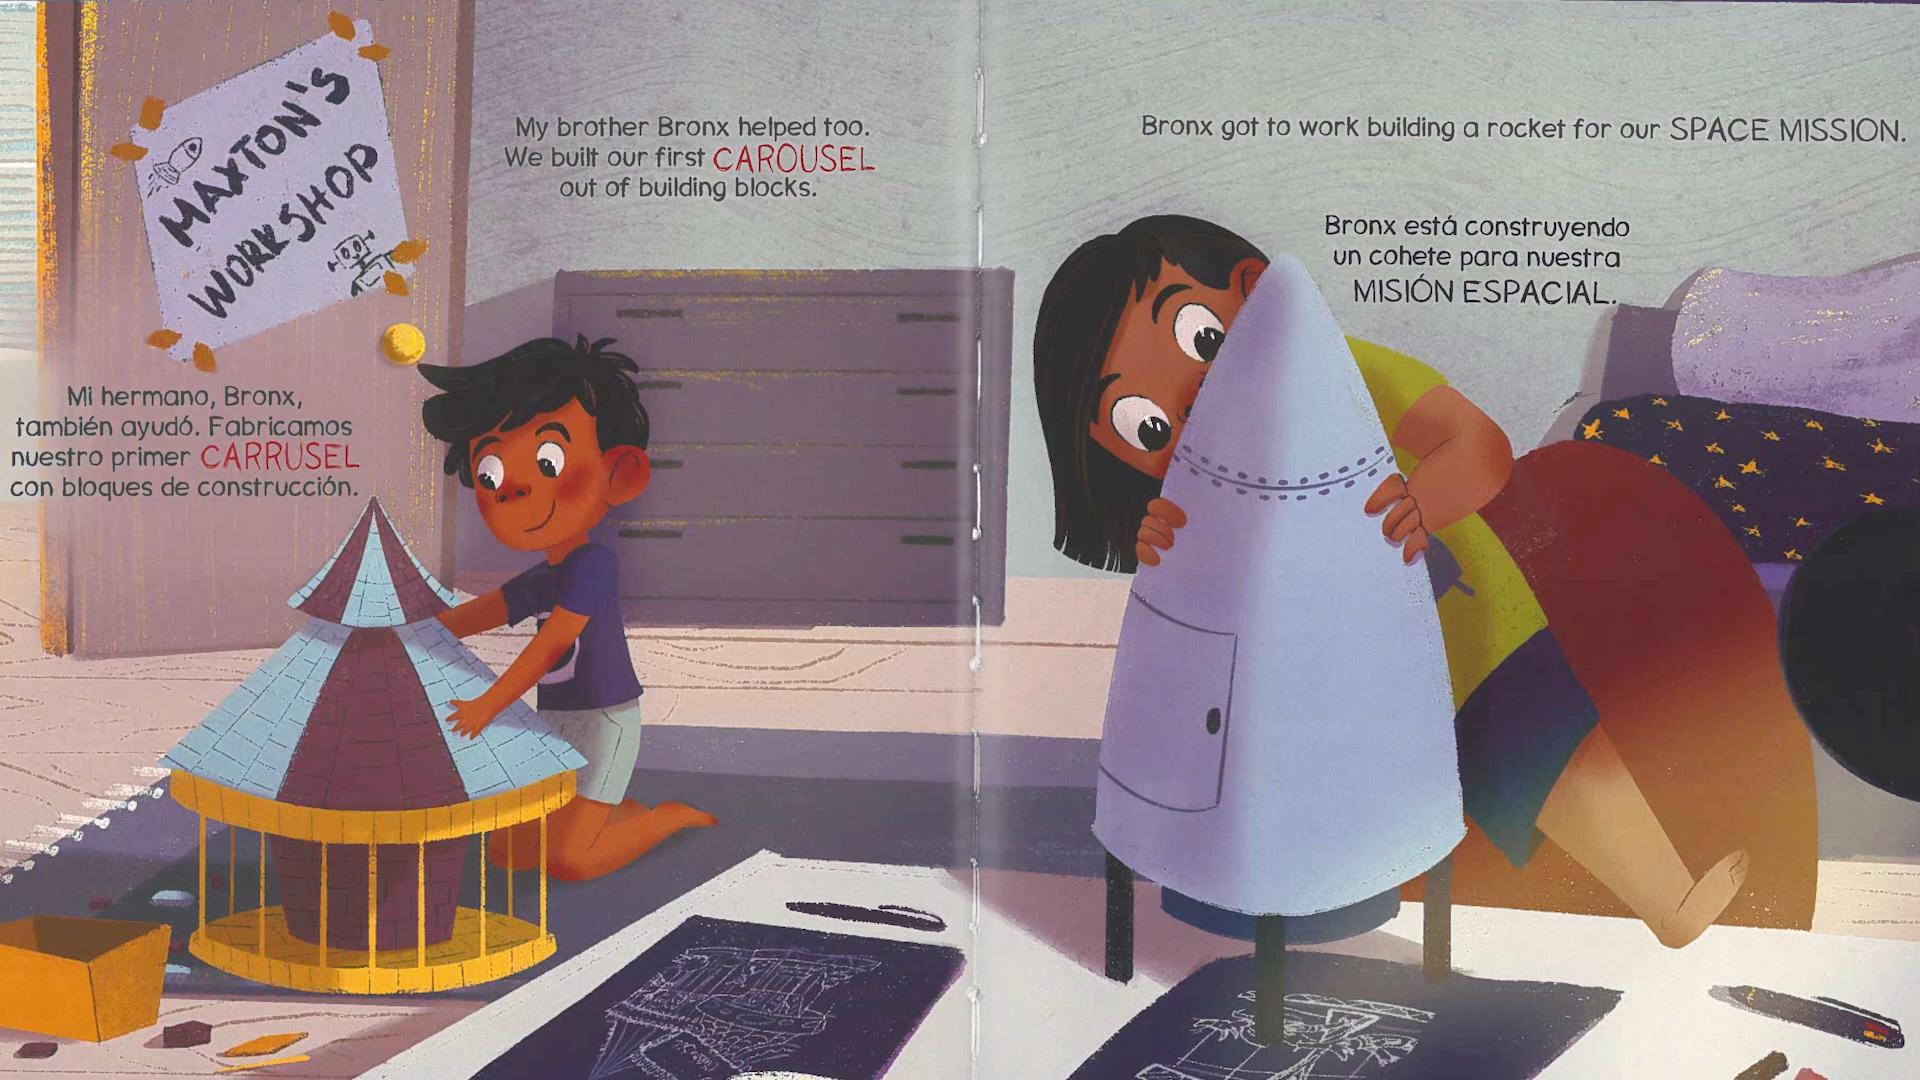 MAXTON'S
WORKSHOP
My brother Bronx helped too.
We built our first CAROUSEL
out of building blocks.
Mi hermano, Bronx,
también ayudó. Fabricamos
nuestro primer CARRUSEL
con bloques de construcción.
Bronx got to work building a rocket for our SPACE MISSION.
Bronx está construyendo
un cohete para nuestra
MISIÓN ESPACIAL.